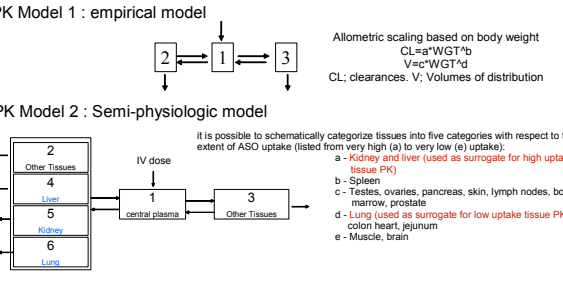 PK Model 1 : empirical model
2
1
3
Allometric scaling based on body weight
CL=a*WGT^b
V=c*WGT^d
CL; clearances. V; Volumes of distribution
PK Model 2 : Semi-physiologic model
2
Other Tissues
4
Liver
5
Kidney
6
Lung
IV dose
1
central plasma
3
Other Tissues
it is possible to schematically categorize tissues into five categories with respect to
extent of ASO uptake (listed from very high (a) to very low (e) uptake):
a - Kidney and liver (used as surrogate for high
tissue PK)
b - Spleen
c - Testes, ovaries, pancreas, skin, lymph nodes,
marrow, prostate
d - Lung (used as surrogate for low uptake tissue
colon heart, jejunum
e - Muscle, brain